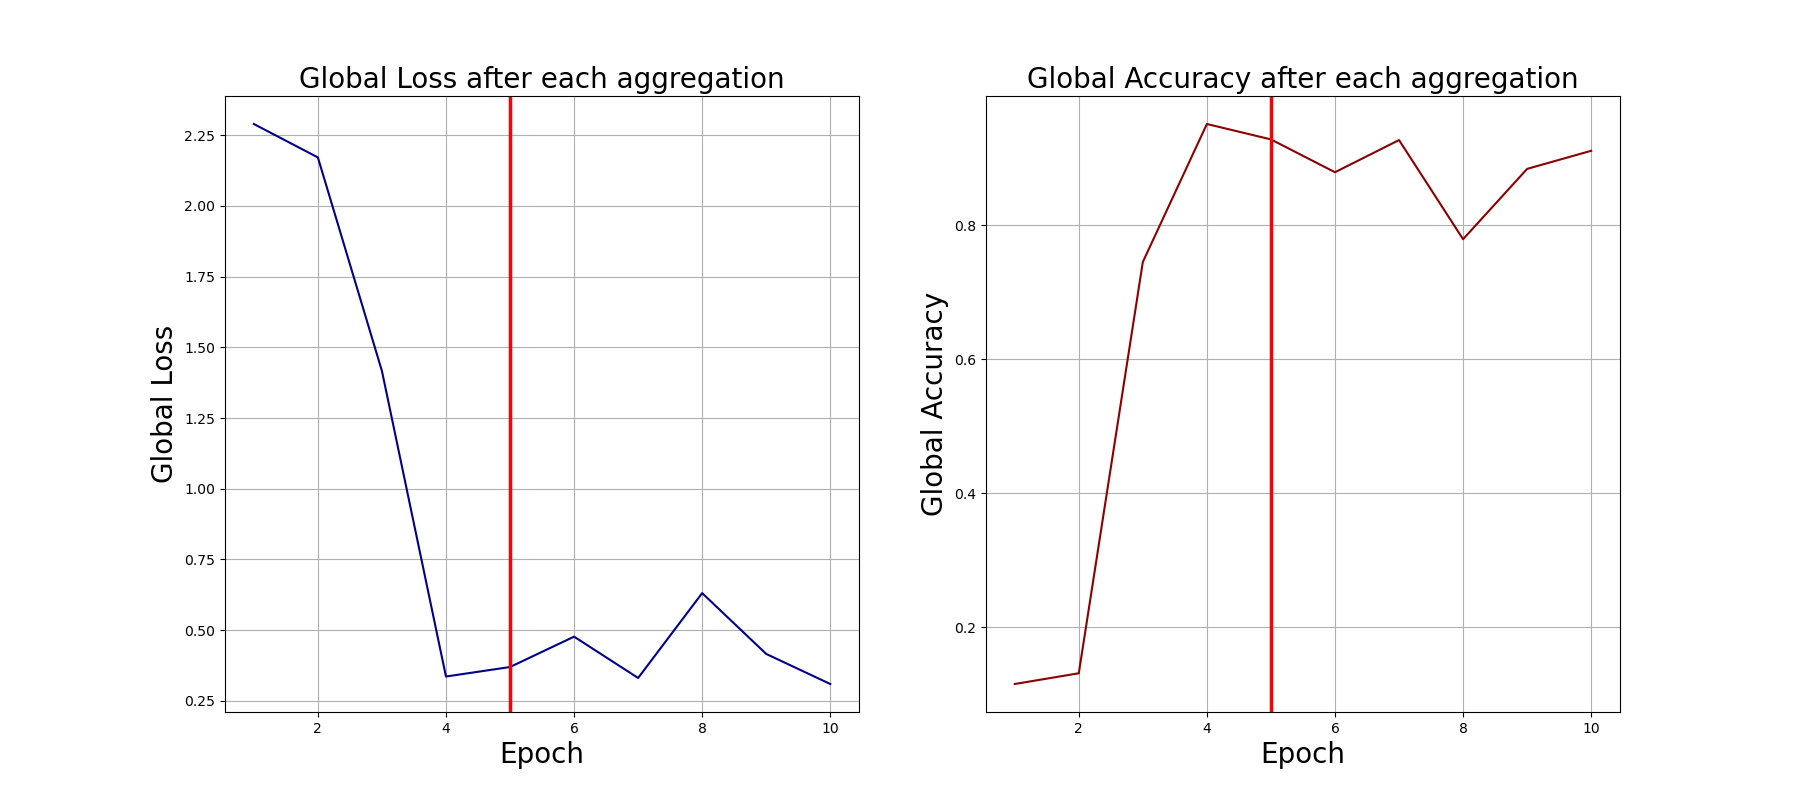 Global Loss after each aggregation
2.25
2.00
1.75
1.50
1.25
1.00
0.75
0.50
0.25
Global Loss
2 4 6 8 10
Epoch
Global Accuracy after each aggregation
0.8
0.6
0.4
0.2
Global Accuracy
2 4 6 8 10
Epoch